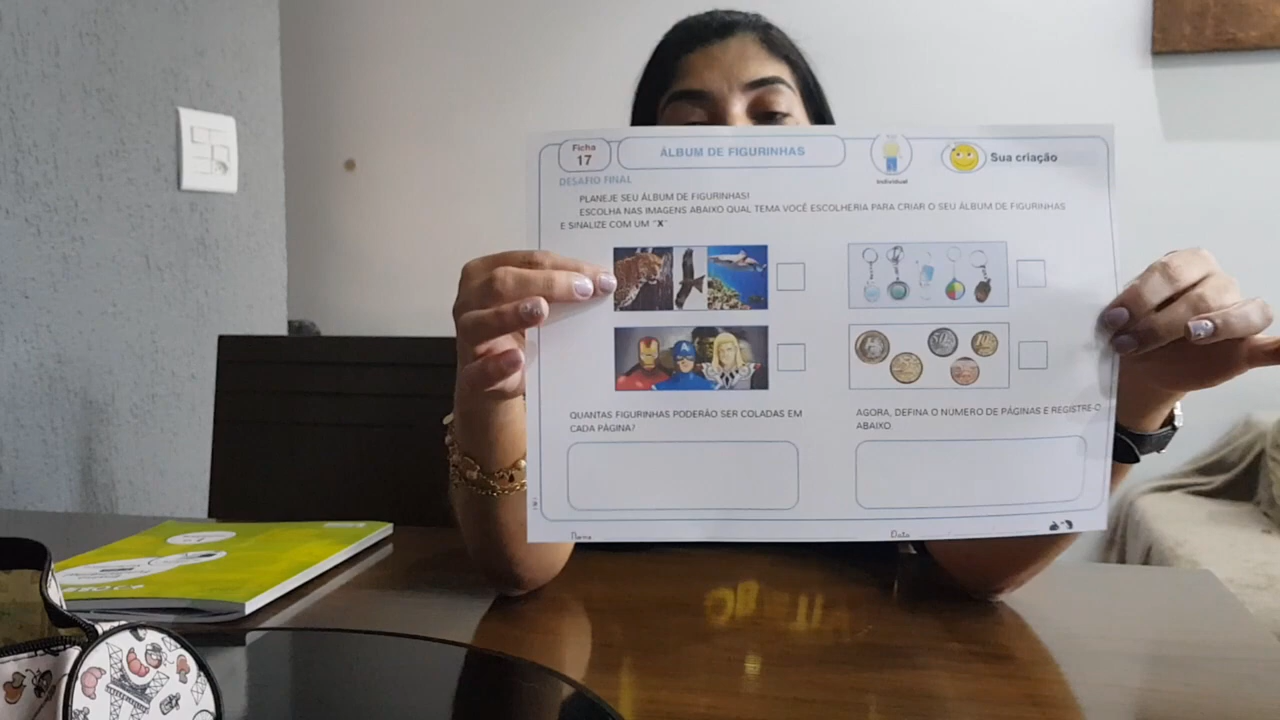 Ficha
17
ÁLBUM DE FIGURINHAS
Individual
Sua criação
DESAFIO FINAL
PLANEJE SEU ÁLBUM DE FIGURINHAS!
ESCOLHA NAS IMAGENS ABAIXO QUAL TEMA VOCÊ ESCOLHERIA PARA CRIAR O SEU ÁLBUM DE FIGURINHAS
E SINALIZE COM UM "X"
QUANTAS FIGURINHAS PODERÃO SER COLADAS EM
CADA PÁGINA?
AGORA, DEFINA O NÚMERO DE PÁGINAS E REGISTRE-O
ABAIXO.
Nome
Data